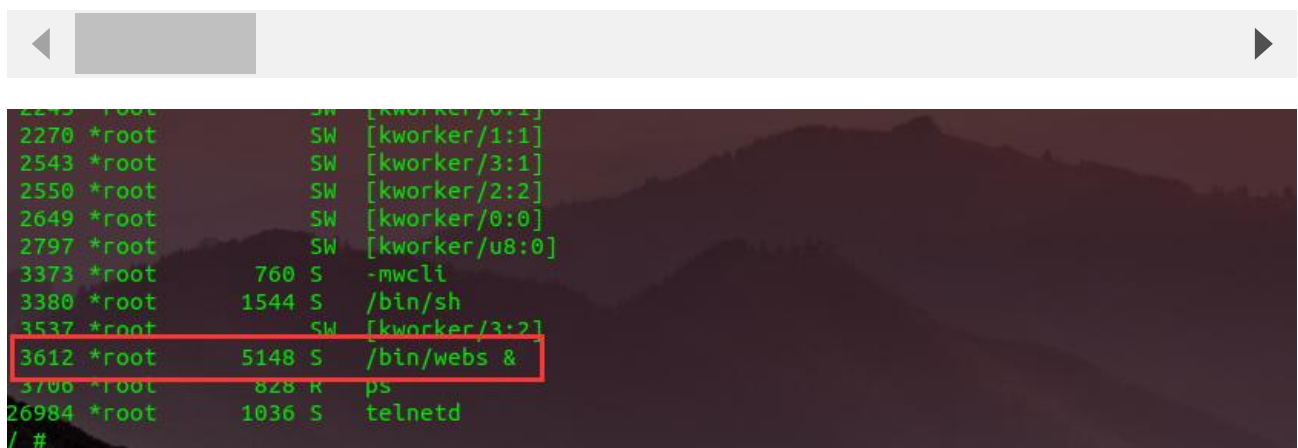 2270 *root SW [kworker/1:1]
2543 *root SW [kworker/3:1]
2550 *root SW [kworker/2:2]
2649 *root SW [kworker/0:0]
2797 *root SW [kworker/u8:0]
3373 *root 760 S -mwcli
3380 *root 1544 S /bin/sh
3537 *root SW [kworker/3:2]
3612 *root 5148 S /bin/webs &
3706 *root 828 R ps
26984 *root 1036 S telnetd
/ #